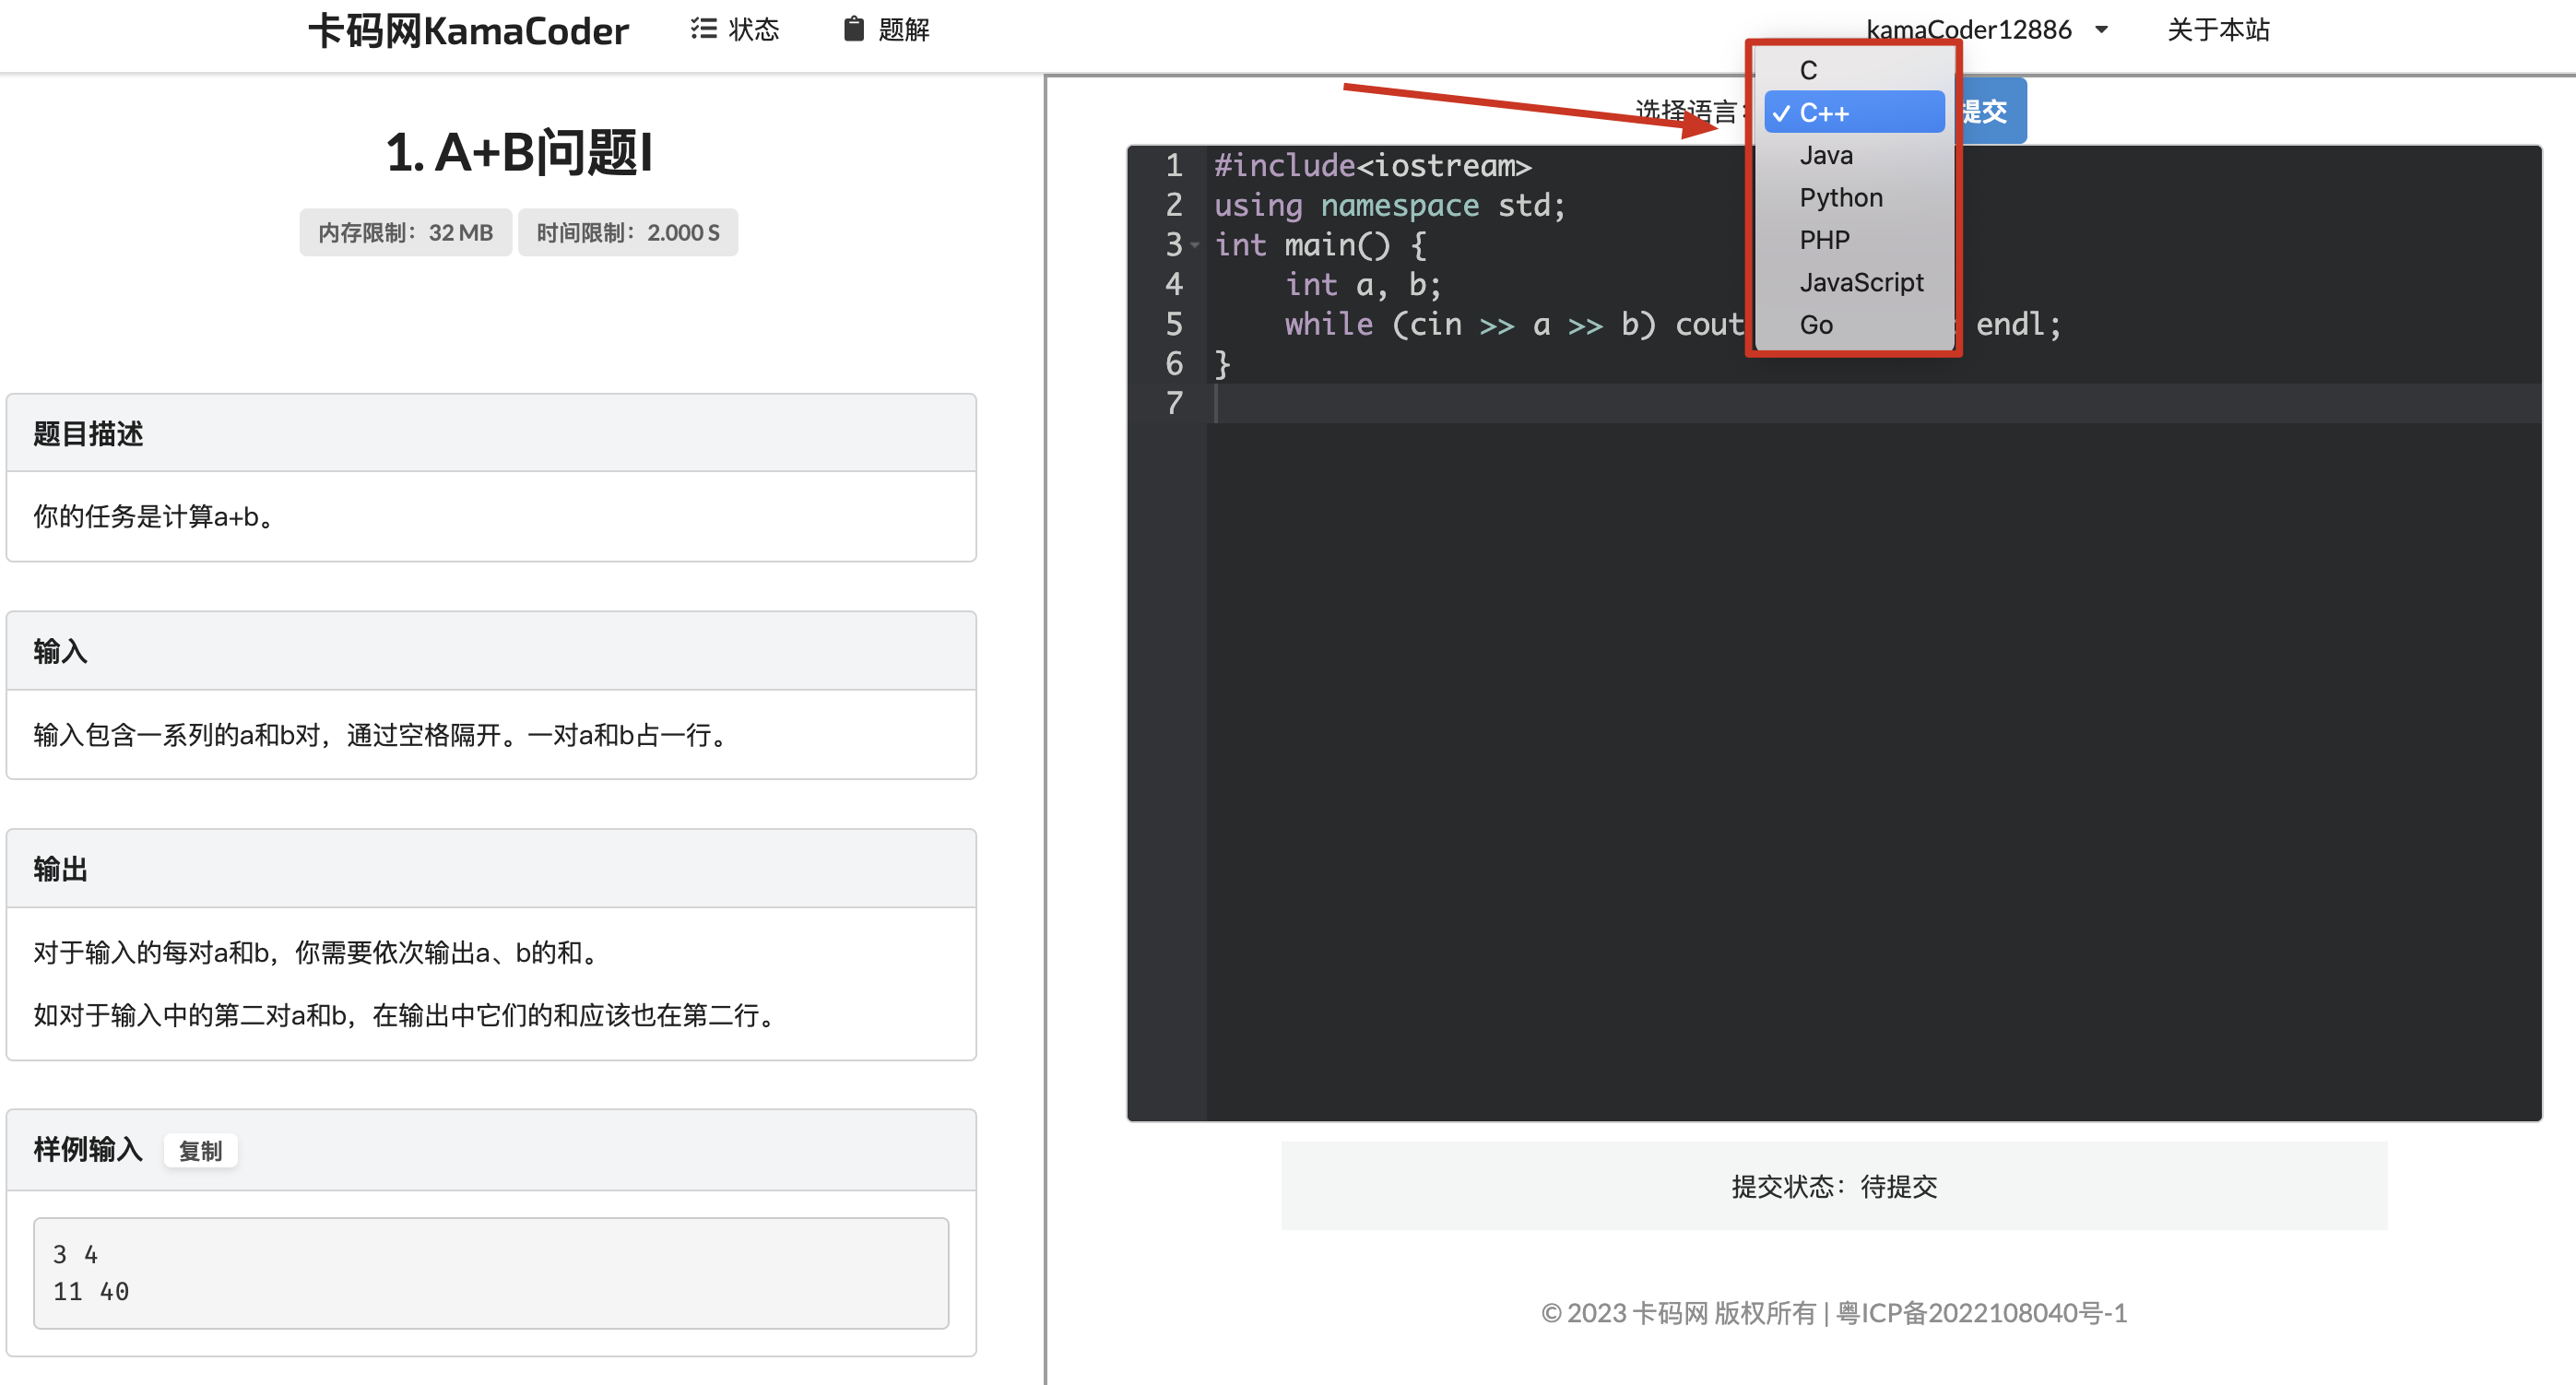 卡码网KamaCoder
状态
题解
kamaCoder12886
关于本站
1. A+B问题I
内存限制：32 MB
时间限制：2.000 S
题目描述
你的任务是计算a+b。
输入
输入包含一系列的a和b对，通过空格隔开。一对a和b占一行。
输出
对于输入的每对a和b，你需要依次输出a、b的和。
如对于输入中的第二对a和b，在输出中它们的和应该也在第二行。
样例输入 复制
3 4
11 40
选择语言：
提交
C
C++
Java
Python
PHP
JavaScript
Go
1 #include<iostream>
2 using namespace std;
3 int main() {
4 int a, b;
5 while (cin >> a >> b) cout endl;
6 }
7
提交状态：待提交
© 2023 卡码网 版权所有 | 粤ICP备2022108040号-1